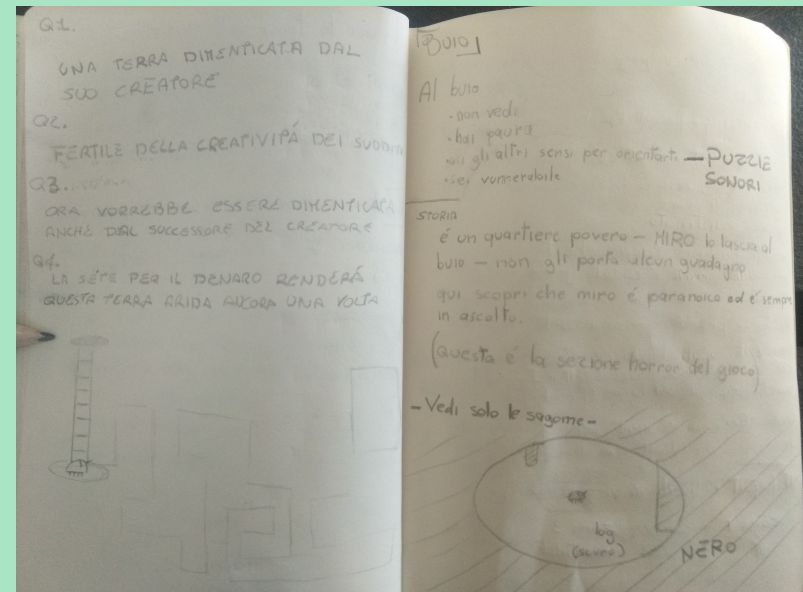 Q1.
UNA TERRA DIMENTICATA DAL
SUO CREATORE
Q2.
FERTILE DELLA CREATIVITÁ DEI SUDDITI
Q3.
ORA VORREBBE ESSERE DIMENTICATA
ANCHE DAL SUCCESSORE DEL CREATORE
Q4.
LA SETE PER IL DENARO RENDERÁ
QUESTA TERRA ARIDA ANCORA UNA VOLTA
BUIO
Al buio
• non vedi
• hai paura
gli altri sensi per orientarti — PUZZLE
SONORI
• sei vulnerabile
STORIA
é un quartiere povero – MIRO lo lascia al
buio – non gli porta alcun guadagno
qui scopri che miro é paranoico ed é sempre
in ascolto.
(questa é la sezione horror del gioco)
- Vedi solo le sagome -
log
NERO